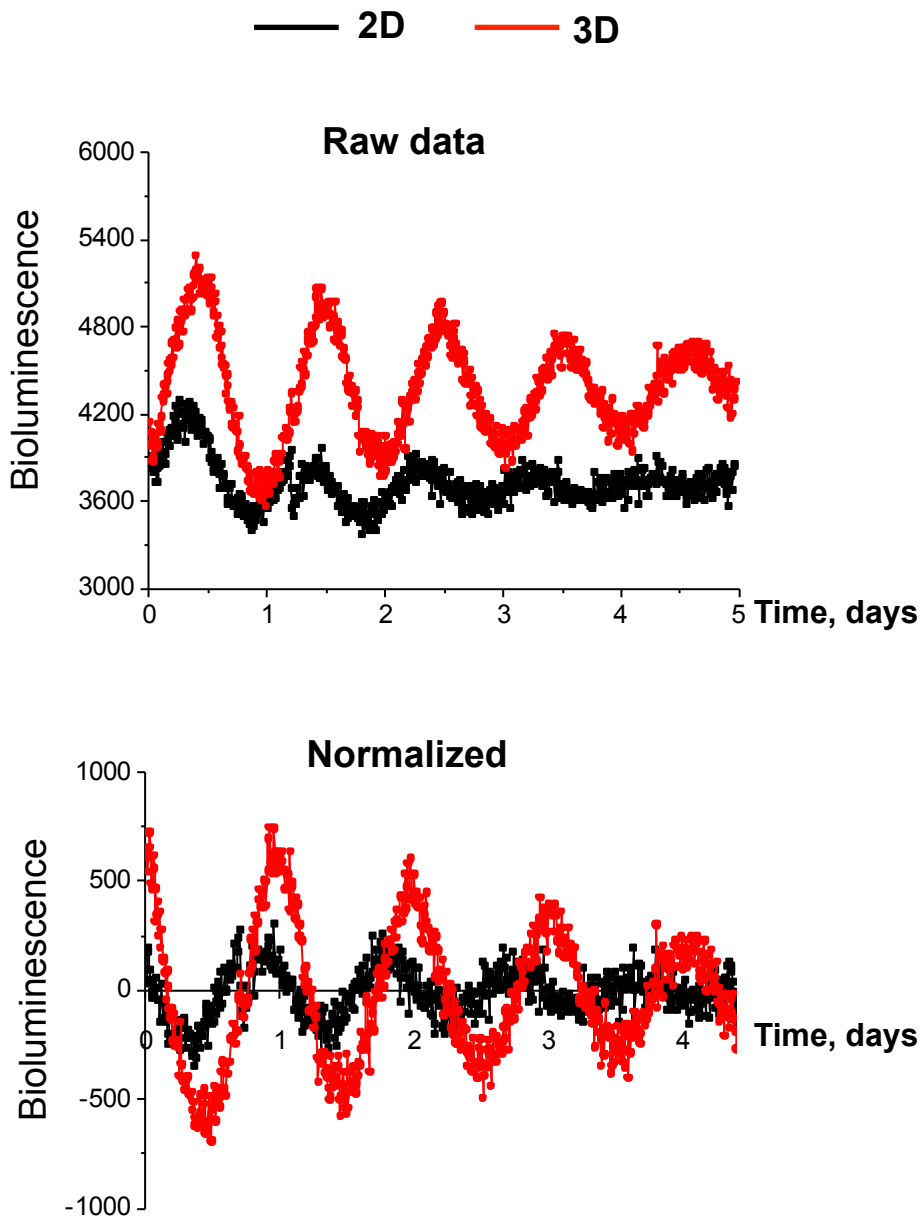 2D 3D
Raw data
6000
5400
4800
4200
3600
3000
Bioluminescence
0 1 2 3 4 5 Time, days
Normalized
1000
500
0
-500
-1000
Bioluminescence
0 1 2 3 4 Time, days